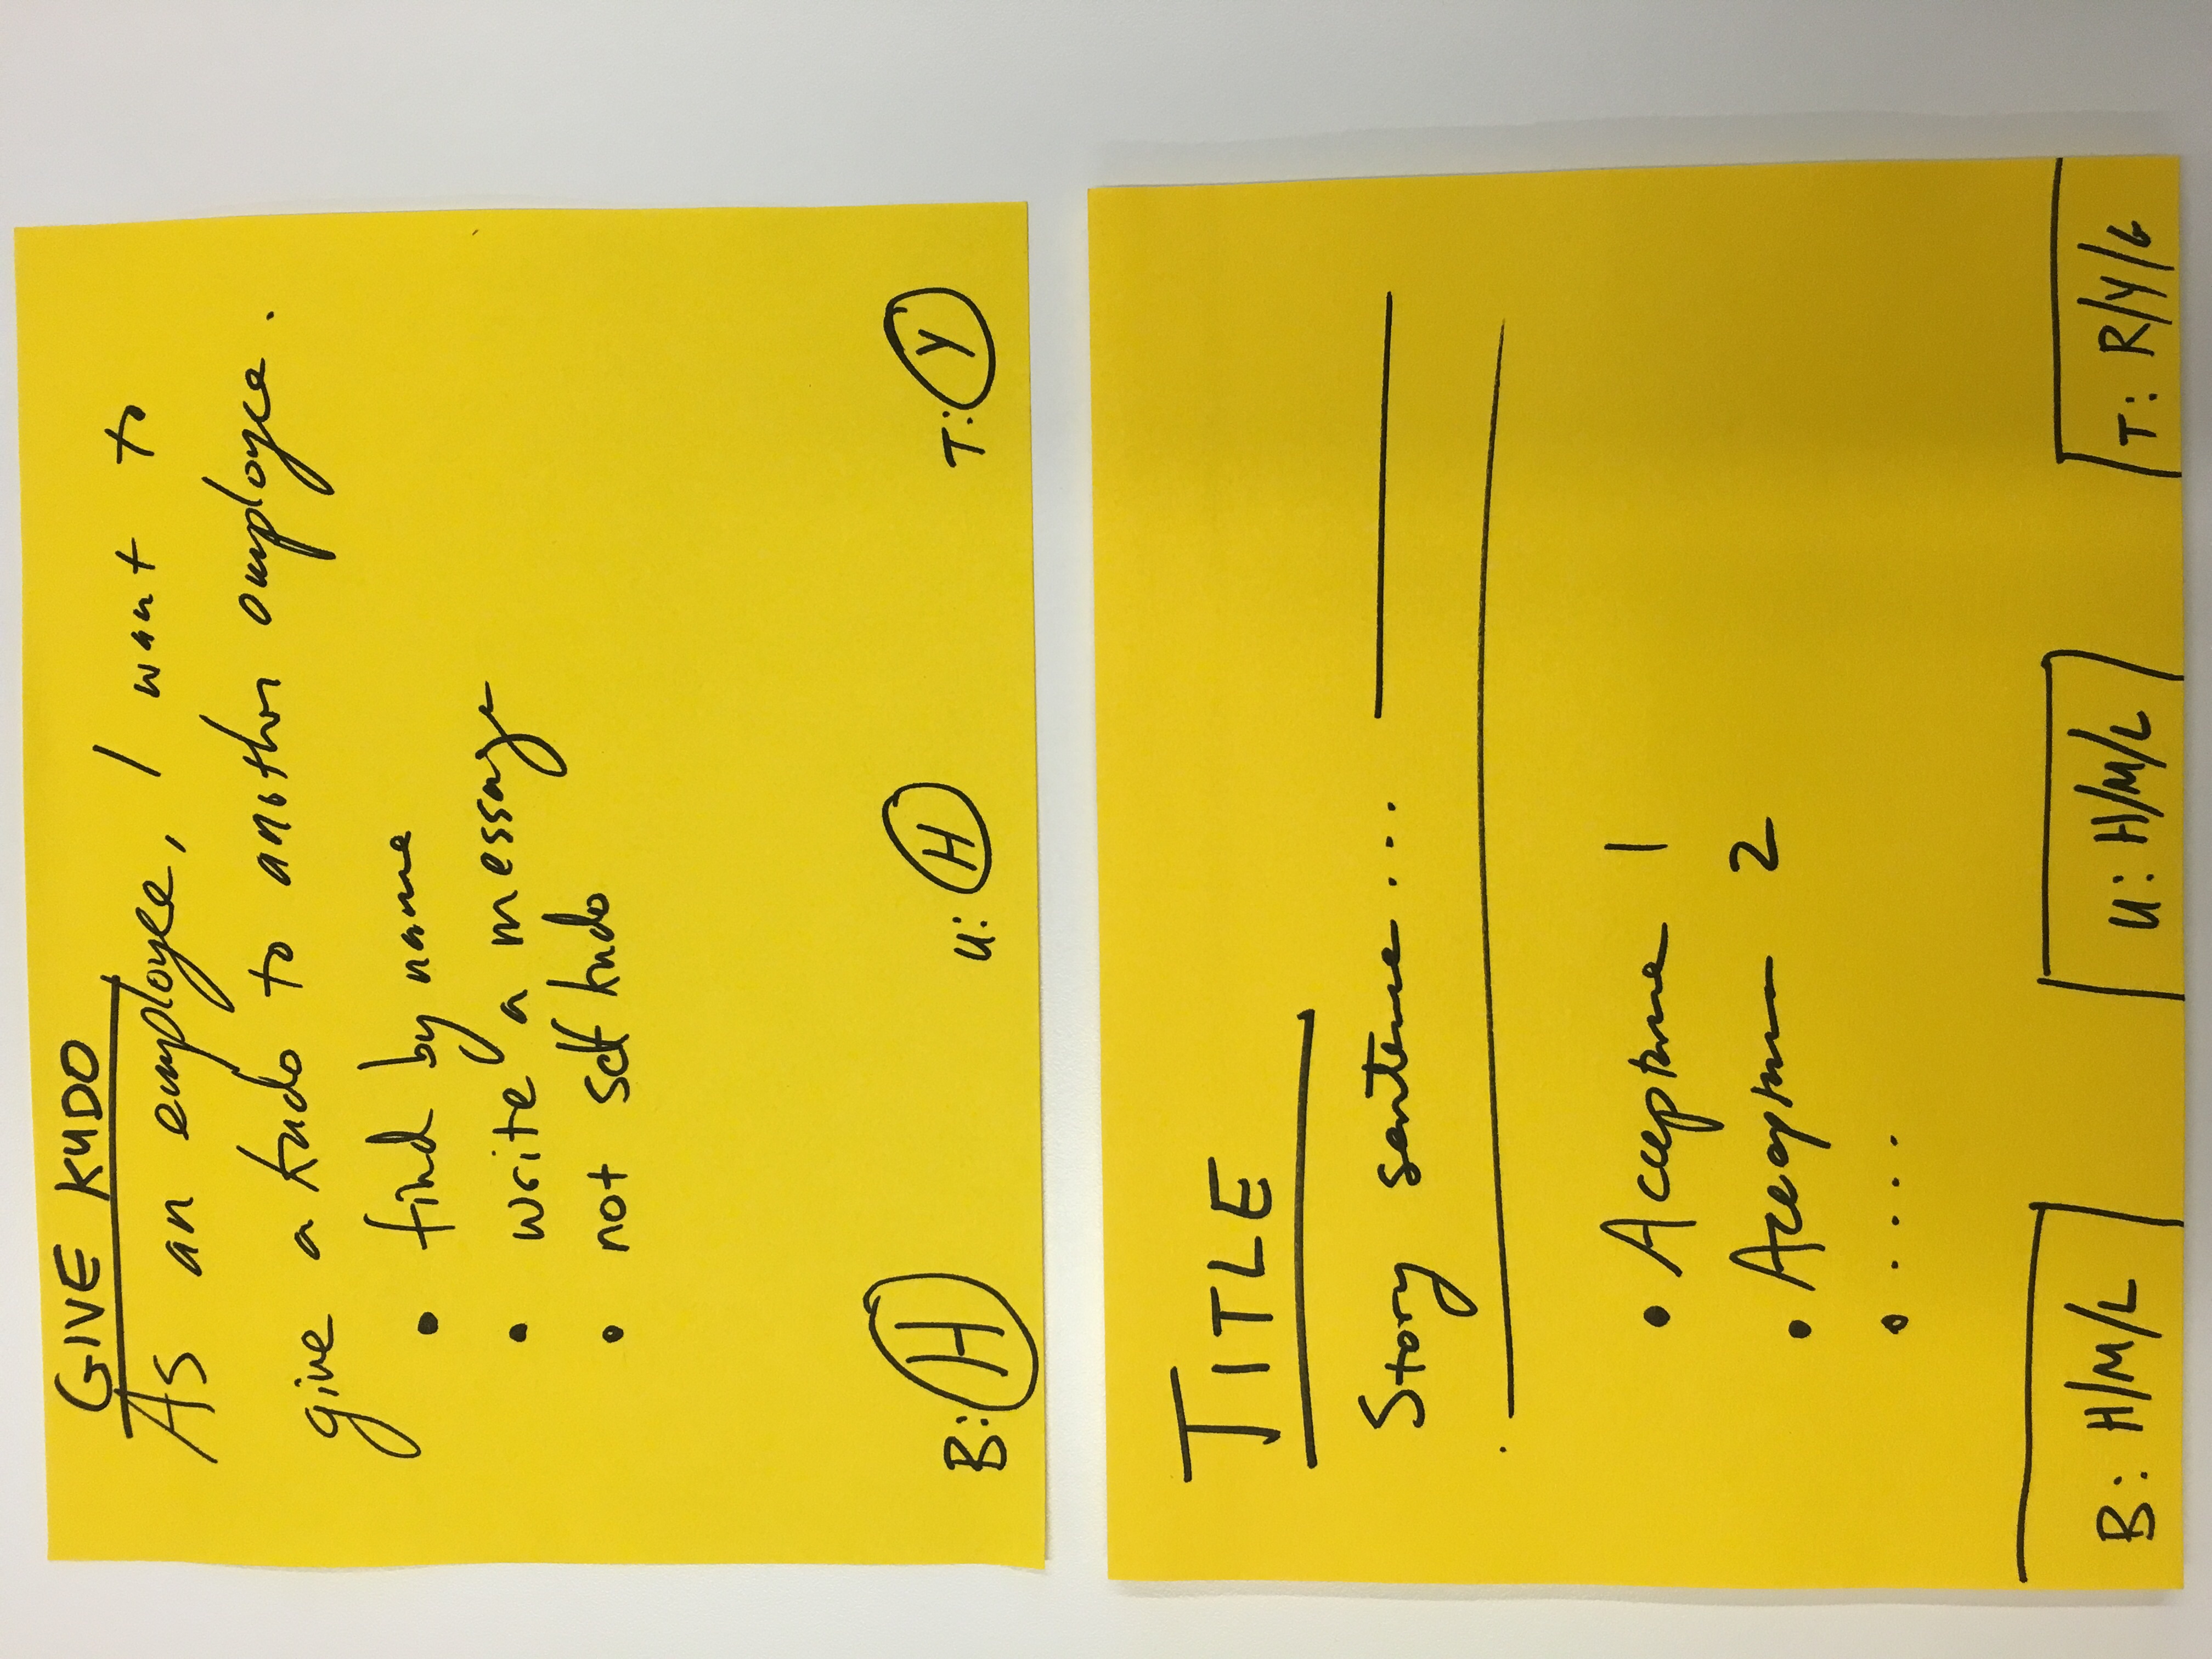 GIVE KUDO
As an employee, I want to
give a kudo to another employee.
• find by name
• write a message
• not self kudo
B: H U: H T: Y
TITLE
Story sentence ...
• Acceptance 1
• Acceptance 2
• ....
B: H/M/L U: H/M/L T: R/Y/G